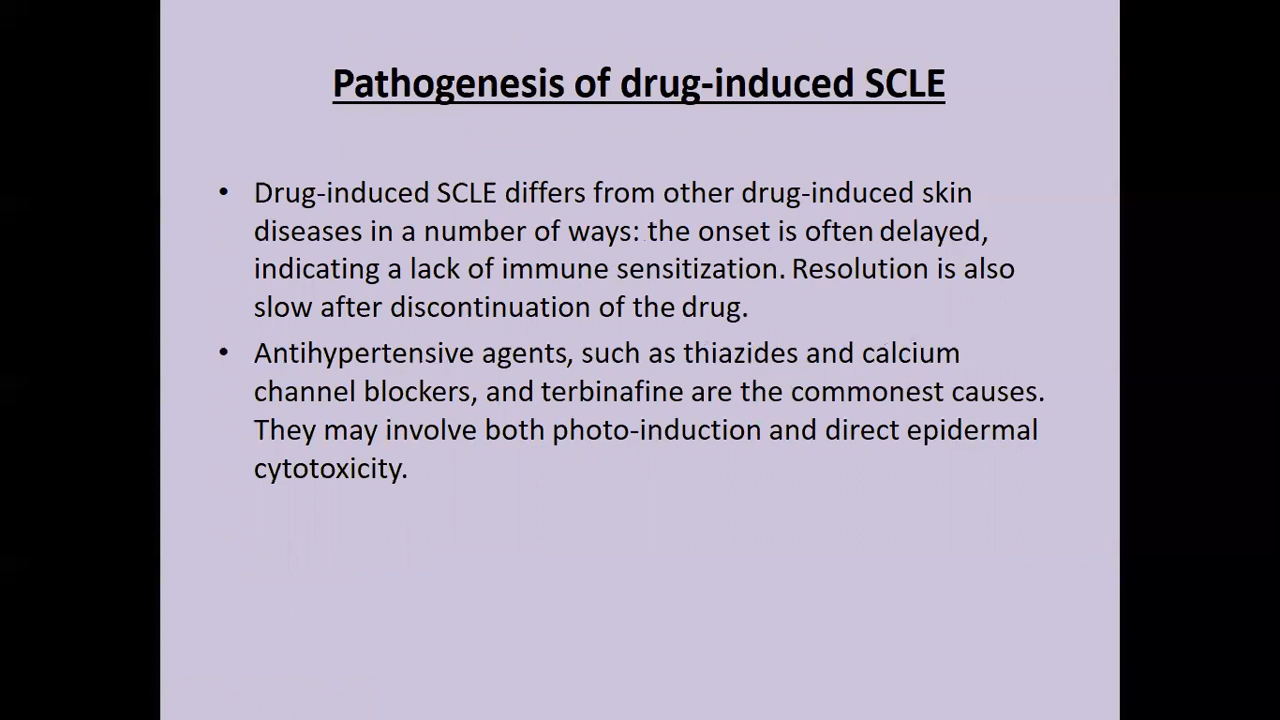 Pathogenesis of drug-induced SCLE
• Drug-induced SCLE differs from other drug-induced skin
diseases in a number of ways: the onset is often delayed,
indicating a lack of immune sensitization. Resolution is also
slow after discontinuation of the drug.
• Antihypertensive agents, such as thiazides and calcium
channel blockers, and terbinafine are the commonest causes.
They may involve both photo-induction and direct epidermal
cytotoxicity.